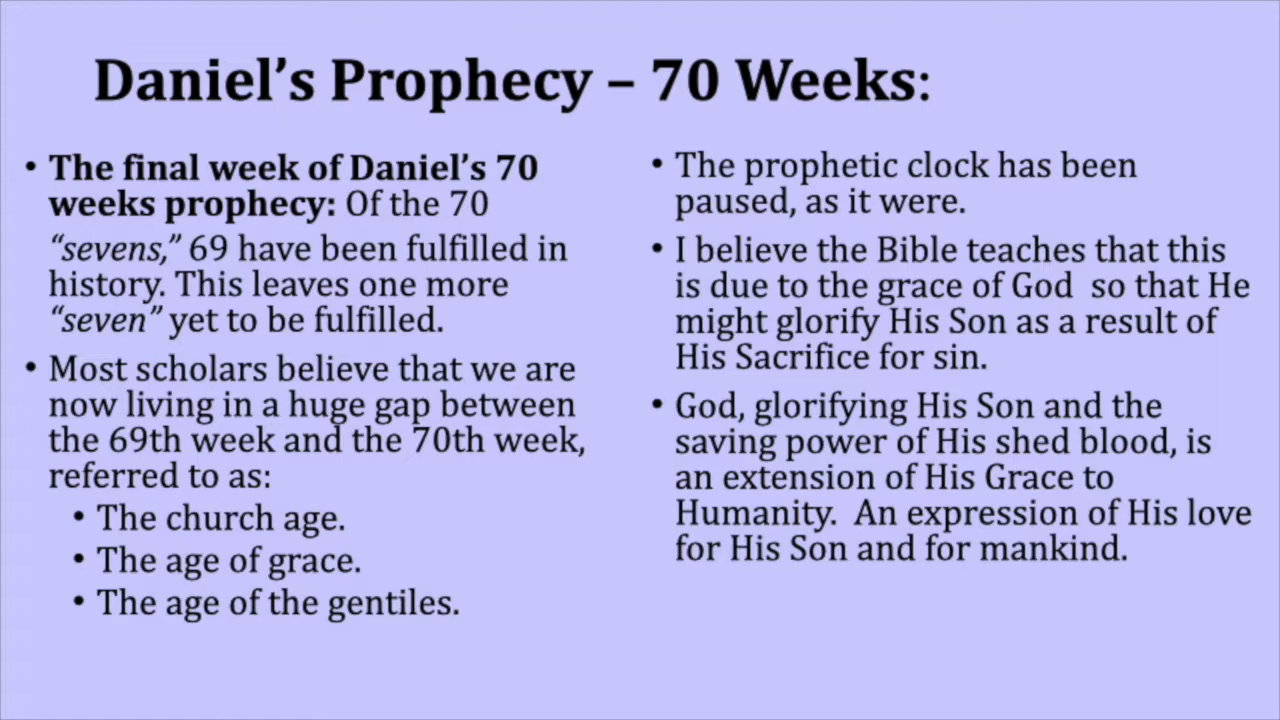 Daniel’s Prophecy – 70 Weeks:
• The final week of Daniel’s 70
weeks prophecy: Of the 70
“sevens,” 69 have been fulfilled in
history. This leaves one more
“seven” yet to be fulfilled.
• Most scholars believe that we are
now living in a huge gap between
the 69th week and the 70th week,
referred to as:
• The church age.
• The age of grace.
• The age of the gentiles.
• The prophetic clock has been
paused, as it were.
• I believe the Bible teaches that this
is due to the grace of God  so that He
might glorify His Son as a result of
His Sacrifice for sin.
• God, glorifying His Son and the
saving power of His shed blood, is
an extension of His Grace to
Humanity.  An expression of His love
for His Son and for mankind.